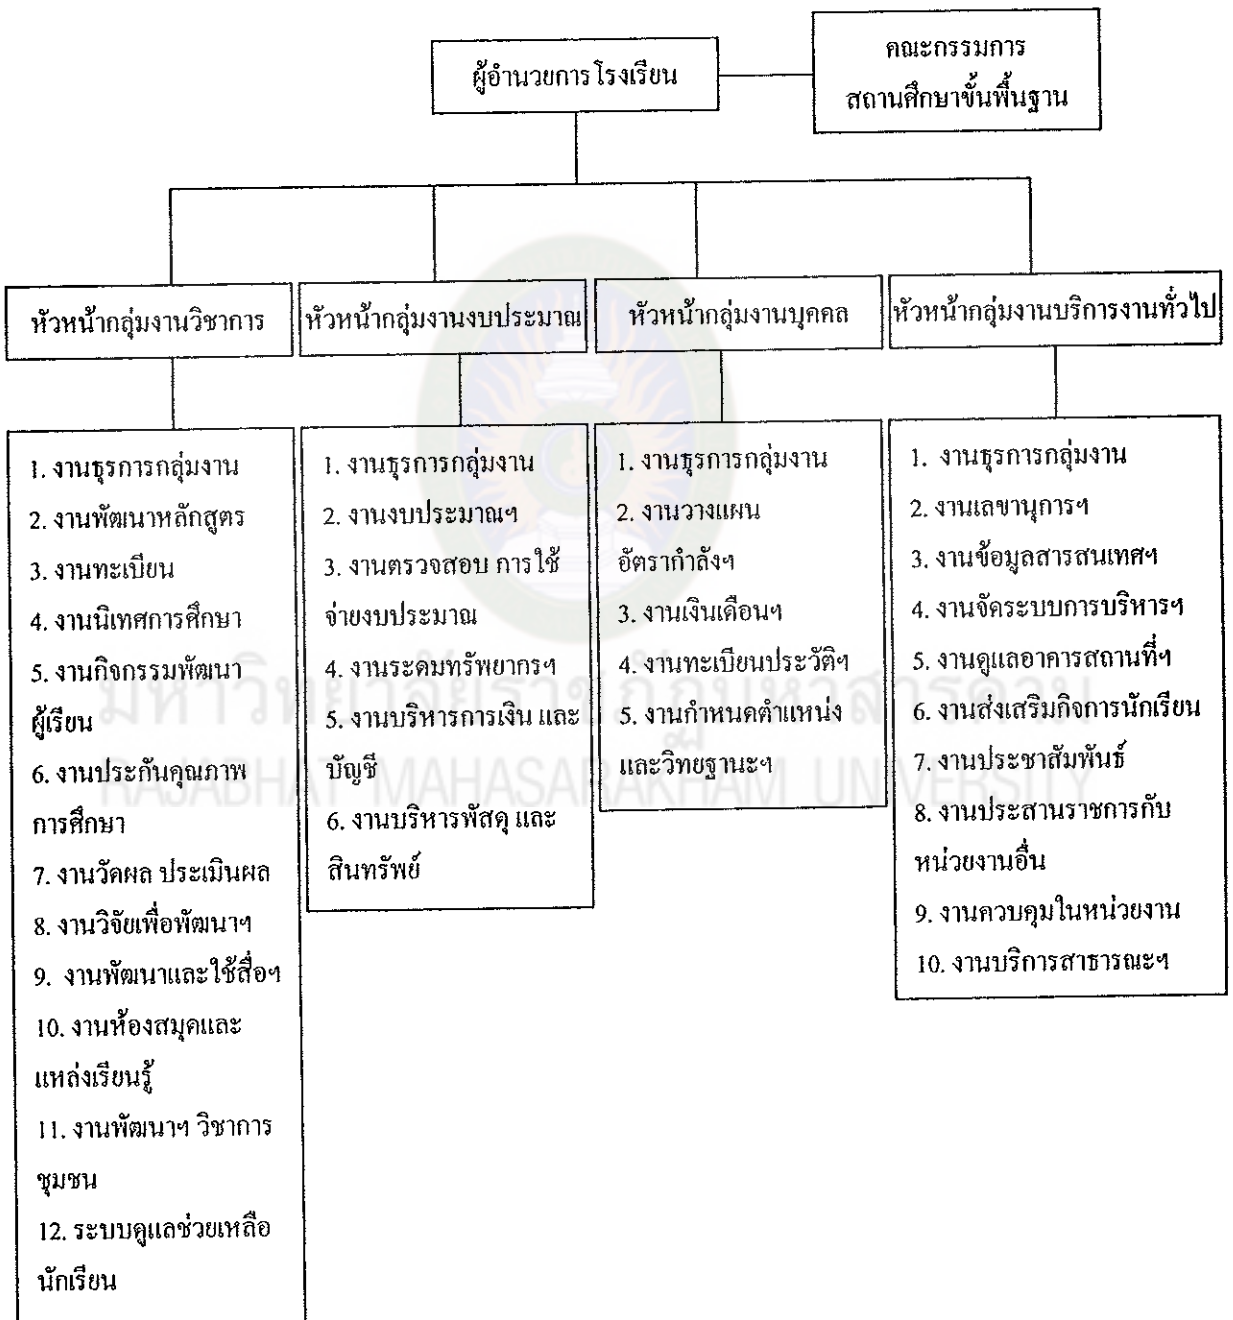 ผู้อำนวยการโรงเรียน
คณะกรรมการ
สถานศึกษาขั้นพื้นฐาน
หัวหน้ากลุ่มงานวิชาการ
หัวหน้ากลุ่มงานงบประมาณ
หัวหน้ากลุ่มงานบุคคล
หัวหน้ากลุ่มงานบริการงานทั่วไป
1. งานธุรการกลุ่มงาน
2. งานพัฒนาหลักสูตร
3. งานทะเบียน
4. งานนิเทศการศึกษา
5. งานกิจกรรมพัฒนา
ผู้เรียน
6. งานประกันคุณภาพ
การศึกษา
7. งานวัดผล ประเมินผล
8. งานวิจัยเพื่อพัฒนาฯ
9. งานพัฒนาและใช้สื่อฯ
10. งานห้องสมุดและ
แหล่งเรียนรู้
11. งานพัฒนาฯ วิชาการ
ชุมชน
12. ระบบดูแลช่วยเหลือ
นักเรียน
1. งานธุรการกลุ่มงาน
2. งานงบประมาณฯ
3. งานตรวจสอบ การใช้
จ่ายงบประมาณ
4. งานระดมทรัพยากรฯ
5. งานบริหารการเงิน และ
บัญชี
6. งานบริหารพัสดุ และ
สินทรัพย์
1. งานธุรการกลุ่มงาน
2. งานวางแผน
อัตรากำลังฯ
3. งานเงินเดือนฯ
4. งานทะเบียนประวัติฯ
5. งานกำหนดตำแหน่ง
และวิทยฐานะฯ
1. งานธุรการกลุ่มงาน
2. งานเลขานุการฯ
3. งานข้อมูลสารสนเทศฯ
4. งานจัดระบบการบริหารฯ
5. งานดูแลอาคารสถานที่ฯ
6. งานส่งเสริมกิจการนักเรียน
7. งานประชาสัมพันธ์
8. งานประสานราชการกับ
หน่วยงานอื่น
9. งานควบคุมในหน่วยงาน
10. งานบริการสาธารณะฯ
มหาวิทยาลัยราชภัฏมหาสารคาม
RAJABHAT MAHASARAKHAM UNIVERSITY